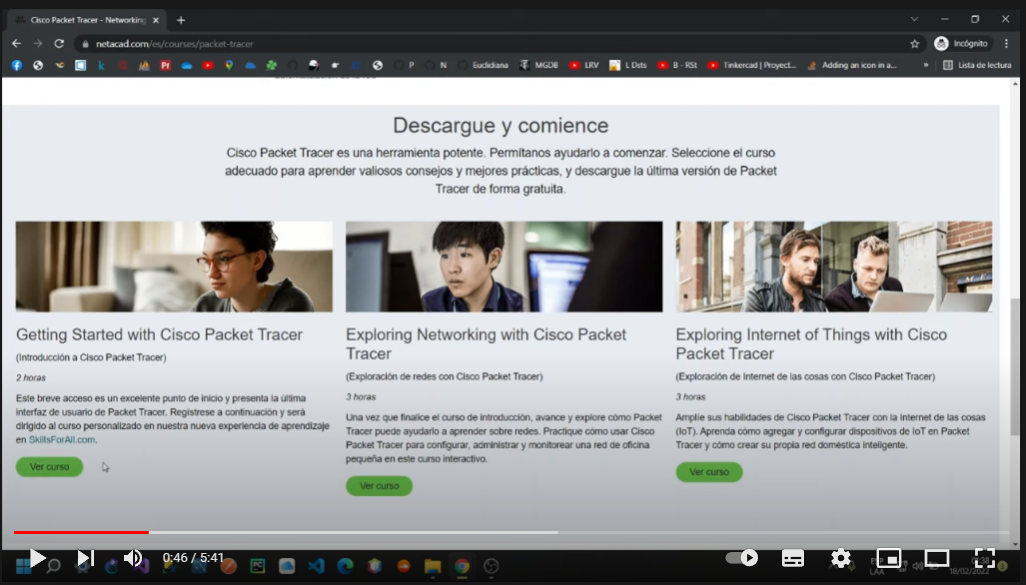 Cisco Packet Tracer - Networking
Incógnito
netacad.com/es/courses/packet-tracer
P
N
Euclidiana
MGDB
LRV
L Dsts
B - RSt
Tinkercad | Proyect...
Adding an icon in a...
»
Lista de lectura
Descargue y comience
Cisco Packet Tracer es una herramienta potente. Permítanos ayudarlo a comenzar. Seleccione el curso
adecuado para aprender valiosos consejos y mejores prácticas, y descargue la última versión de Packet
Tracer de forma gratuita.
Getting Started with Cisco Packet Tracer
(Introducción a Cisco Packet Tracer)
2 horas
Este breve acceso es un excelente punto de inicio y presenta la última
interfaz de usuario de Packet Tracer. Regístrese a continuación y será
dirigido al curso personalizado en nuestra nueva experiencia de aprendizaje
en SkillsForAll.com.
Ver curso
Exploring Networking with Cisco Packet
Tracer
(Exploración de redes con Cisco Packet Tracer)
3 horas
Una vez que finalice el curso de introducción, avance y explore cómo Packet
Tracer puede ayudarlo a aprender sobre redes. Practique cómo usar Cisco
Packet Tracer para configurar, administrar y monitorear una red de oficina
pequeña en este curso interactivo.
Ver curso
Exploring Internet of Things with Cisco
Packet Tracer
(Exploración de Internet de las cosas con Cisco Packet Tracer)
3 horas
Amplíe sus habilidades de Cisco Packet Tracer con la Internet de las cosas
(IoT). Aprenda cómo agregar y configurar dispositivos de IoT en Packet
Tracer y cómo crear su propia red doméstica inteligente.
Ver curso
0:46 / 5:41
ESP
LAA
18/02/2022